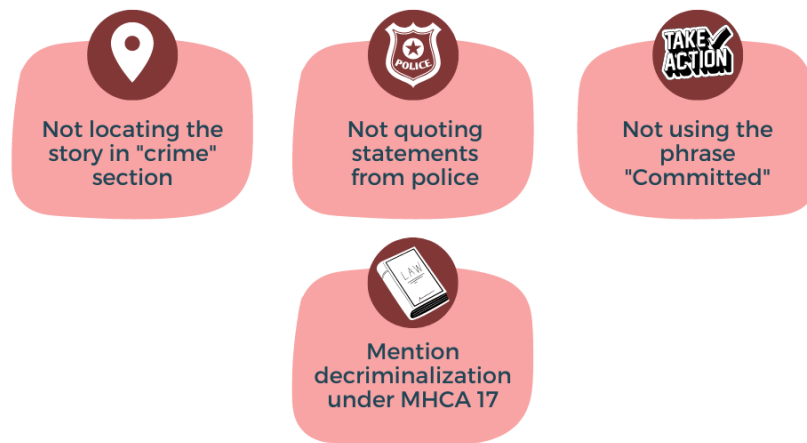 POLICE
TAKE
ACTION
Not locating the
story in "crime"
section
Not quoting
statements
from police
Not using the
phrase
"Committed"
LAW
Mention
decriminalization
under MHCA 17